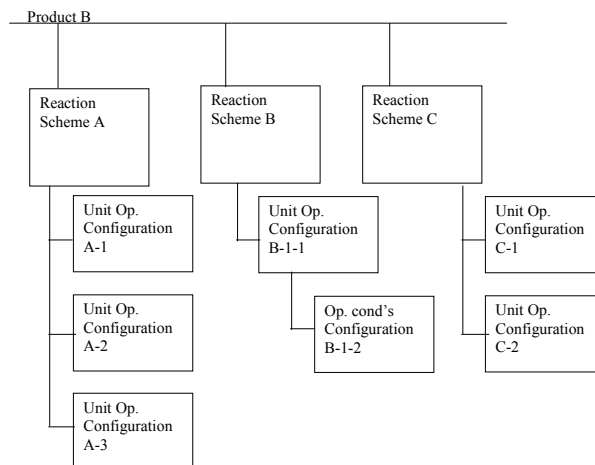 Product B
Reaction
Scheme A
Reaction
Scheme B
Reaction
Scheme C
Unit Op.
Configuration
A-1
Unit Op.
Configuration
A-2
Unit Op.
Configuration
A-3
Unit Op.
Configuration
B-1-1
Op. cond's
Configuration
B-1-2
Unit Op.
Configuration
C-1
Unit Op.
Configuration
C-2